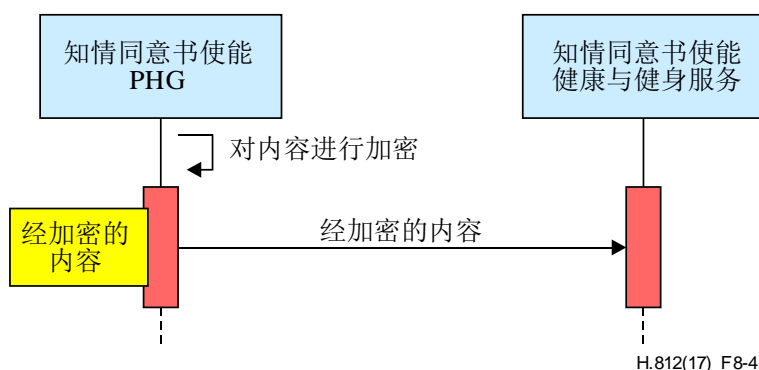 知情同意书使能
PHG
知情同意书使能
健康与健身服务
对内容进行加密
经加密的
内容
经加密的内容
H.812(17)_F8-4